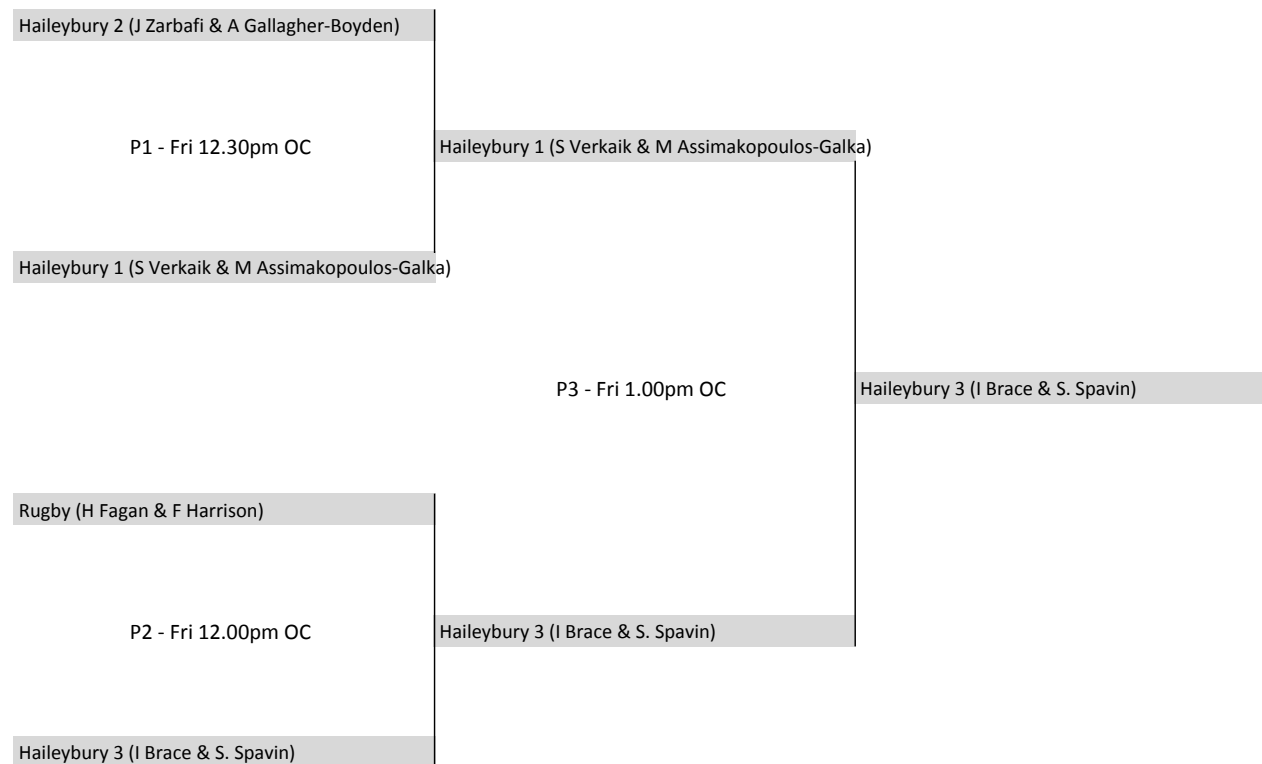 Haileybury 2 (J Zarbafi & A Gallagher-Boyden)
P1 - Fri 12.30pm OC
Haileybury 1 (S Verkaik & M Assimakopoulos-Galka)
Haileybury 1 (S Verkaik & M Assimakopoulos-Galka)
P3 - Fri 1.00pm OC
Haileybury 3 (I Brace & S. Spavin)
Rugby (H Fagan & F Harrison)
P2 - Fri 12.00pm OC
Haileybury 3 (I Brace & S. Spavin)
Haileybury 3 (I Brace & S. Spavin)